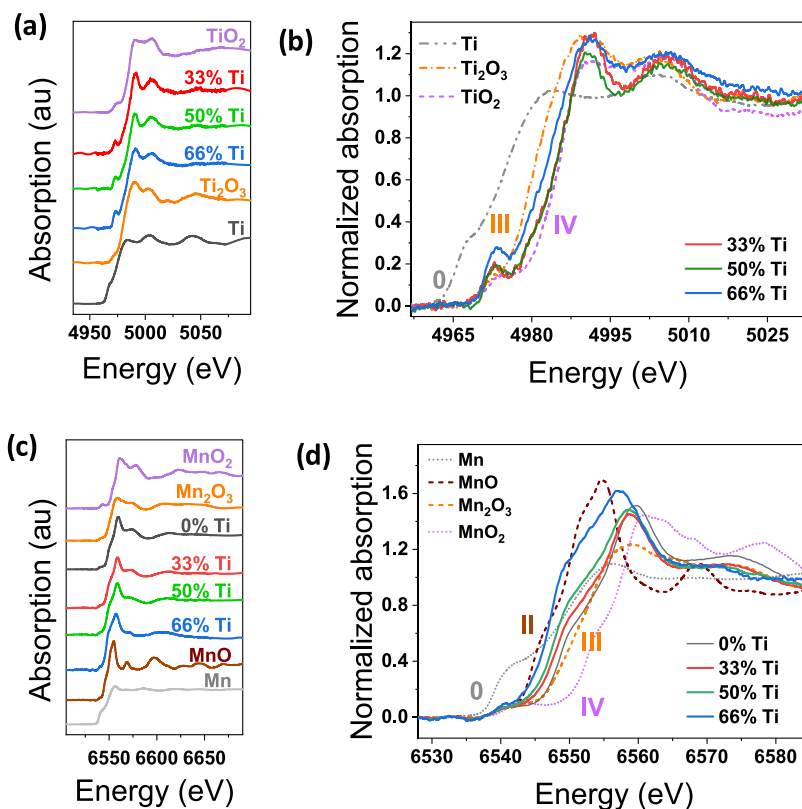 (a)
Absorption (au)
TiO₂
33% Ti
50% Ti
66% Ti
Ti₂O₃
Ti
4950 5000 5050
Energy (eV)
(b)
Normalized absorption
1.2
1.0
0.8
0.6
0.4
0.2
0.0
Ti
Ti₂O₃
TiO₂
0
III
IV
33% Ti
50% Ti
66% Ti
4965 4980 4995 5010 5025
Energy (eV)
(c)
Absorption (au)
MnO₂
Mn₂O₃
0% Ti
33% Ti
50% Ti
66% Ti
MnO
Mn
6550 6600 6650
Energy (eV)
(d)
Normalized absorption
1.6
1.2
0.8
0.4
0.0
Mn
MnO
Mn₂O₃
MnO₂
0
II
III
IV
0% Ti
33% Ti
50% Ti
66% Ti
6530 6540 6550 6560 6570 6580
Energy (eV)